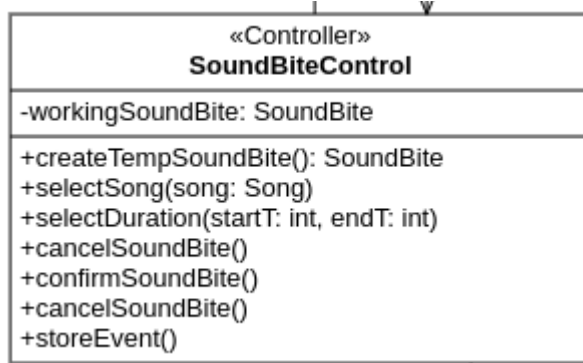 «Controller»
SoundBiteControl
-workingSoundBite: SoundBite
+createTempSoundBite(): SoundBite
+selectSong(song: Song)
+selectDuration(startT: int, endT: int)
+cancelSoundBite()
+confirmSoundBite()
+cancelSoundBite()
+storeEvent()